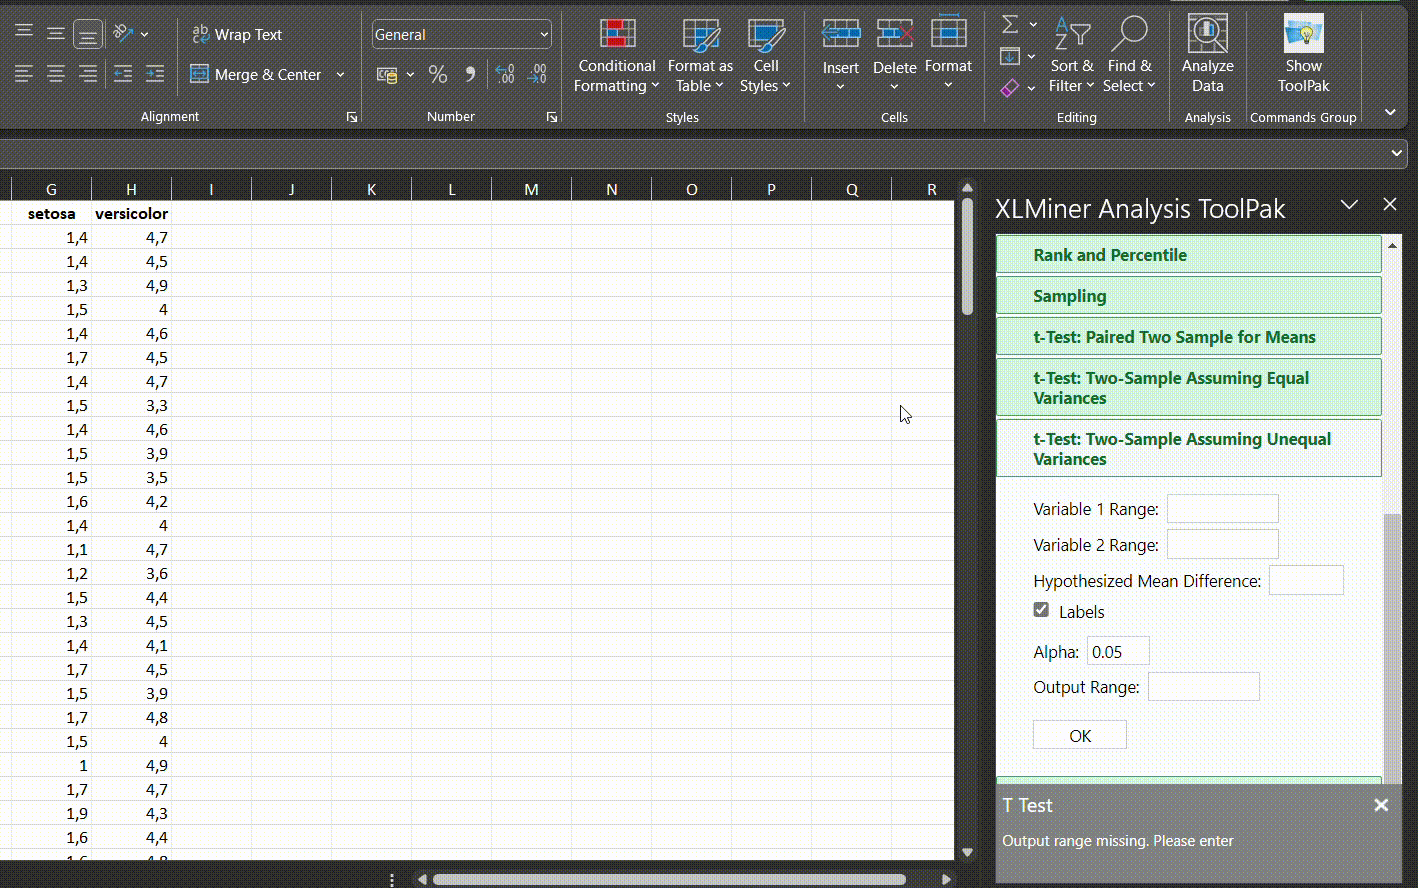 Wrap Text
Merge & Center
Alignment
General
%
Number
Conditional
Formatting
Format as
Table
Cell
Styles
Styles
Insert
Delete
Format
Cells
Sort &
Filter
Find &
Select
Editing
Analyze
Data
Analysis
Show
ToolPak
Commands Group
G H I J K L M N O P Q R
setosa versicolor
1,4 4,7
1,4 4,5
1,3 4,9
1,5 4
1,4 4,6
1,7 4,5
1,4 4,7
1,5 3,3
1,4 4,6
1,5 3,9
1,5 3,5
1,6 4,2
1,4 4
1,1 4,7
1,2 3,6
1,5 4,4
1,3 4,5
1,4 4,1
1,7 4,5
1,5 3,9
1,7 4,8
1,5 4
1 4,9
1,7 4,7
1,9 4,3
1,6 4,4
1,6 4,8
XLMiner Analysis ToolPak
Rank and Percentile
Sampling
t-Test: Paired Two Sample for Means
t-Test: Two-Sample Assuming Equal
Variances
t-Test: Two-Sample Assuming Unequal
Variances
Variable 1 Range:
Variable 2 Range:
Hypothesized Mean Difference:
Labels
Alpha: 0.05
Output Range:
OK
T Test
Output range missing. Please enter